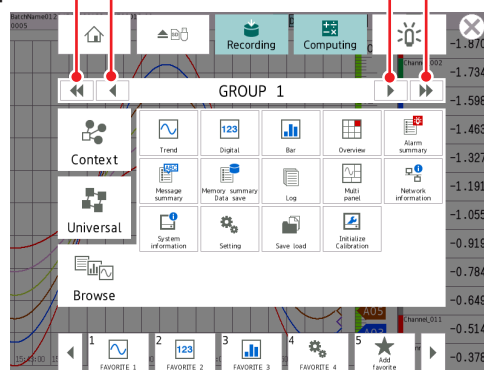 BatchName012
0005
Recording
Computing
-1.870
Channel_002
-1.734
GROUP 1
-1.598
Trend
Digital
123
Bar
Overview
Alarm
summary
-1.463
Context
-1.327
ABC
Message
summary
Memory summary
Data save
Log
Multi
panel
Network
information
-1.191
Universal
-1.055
System
information
Setting
Save load
Initialize
Calibration
-0.919
-0.784
Browse
-0.649
A05
Channel_011
-0.514
1
FAVORITE 1
2
123
FAVORITE 2
3
FAVORITE 3
4
FAVORITE 4
5
Add
favorite
-0.378